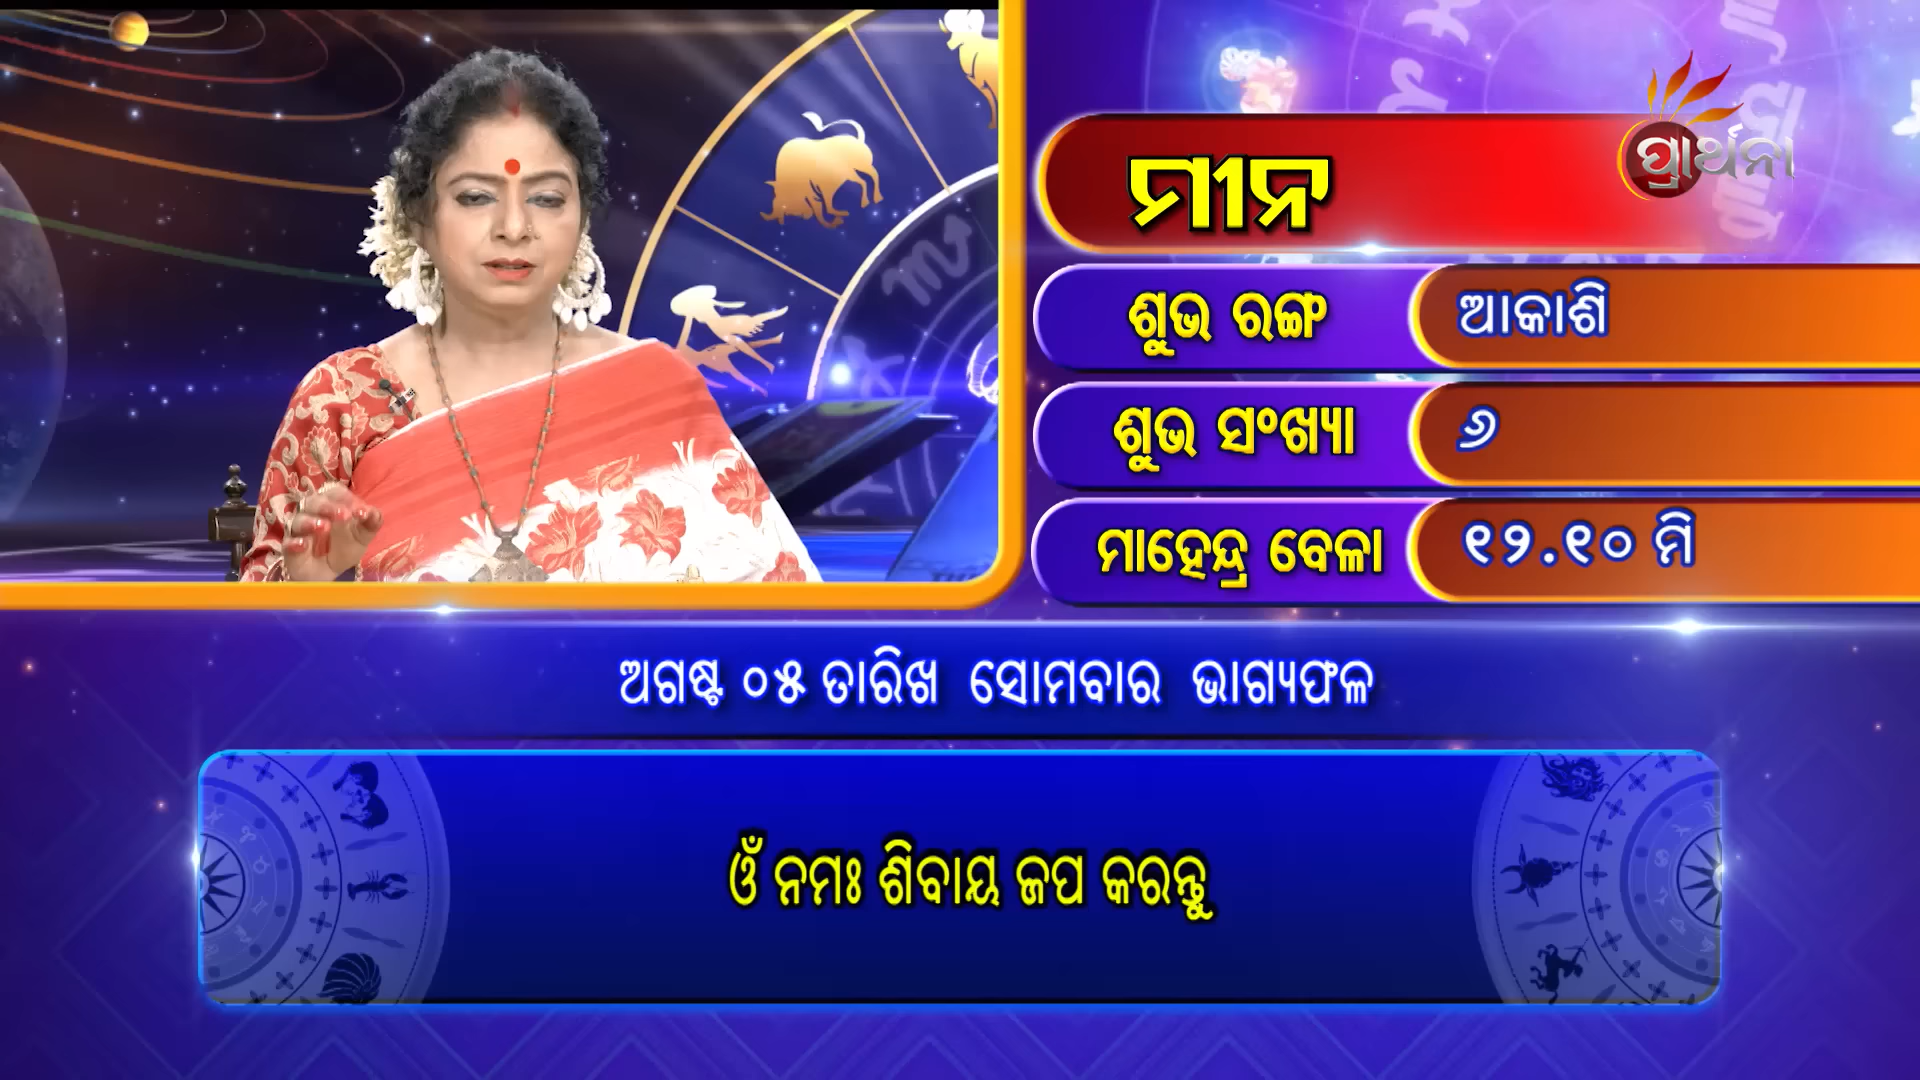 ପ୍ରାର୍ଥନା
ମୀନ
ଶୁଭ ରଙ୍ଗ ଆକାଶି
ଶୁଭ ସଂଖ୍ୟା ୬
ମାହେନ୍ଦ୍ର ବେଳା ୧୨.୧୦ ମି
ଅଗଷ୍ଟ ୦୫ ତାରିଖ ସୋମବାର ଭାଗ୍ୟଫଳ
ଓଁ ନମଃ ଶିବାୟ ଜପ କରନ୍ତୁ